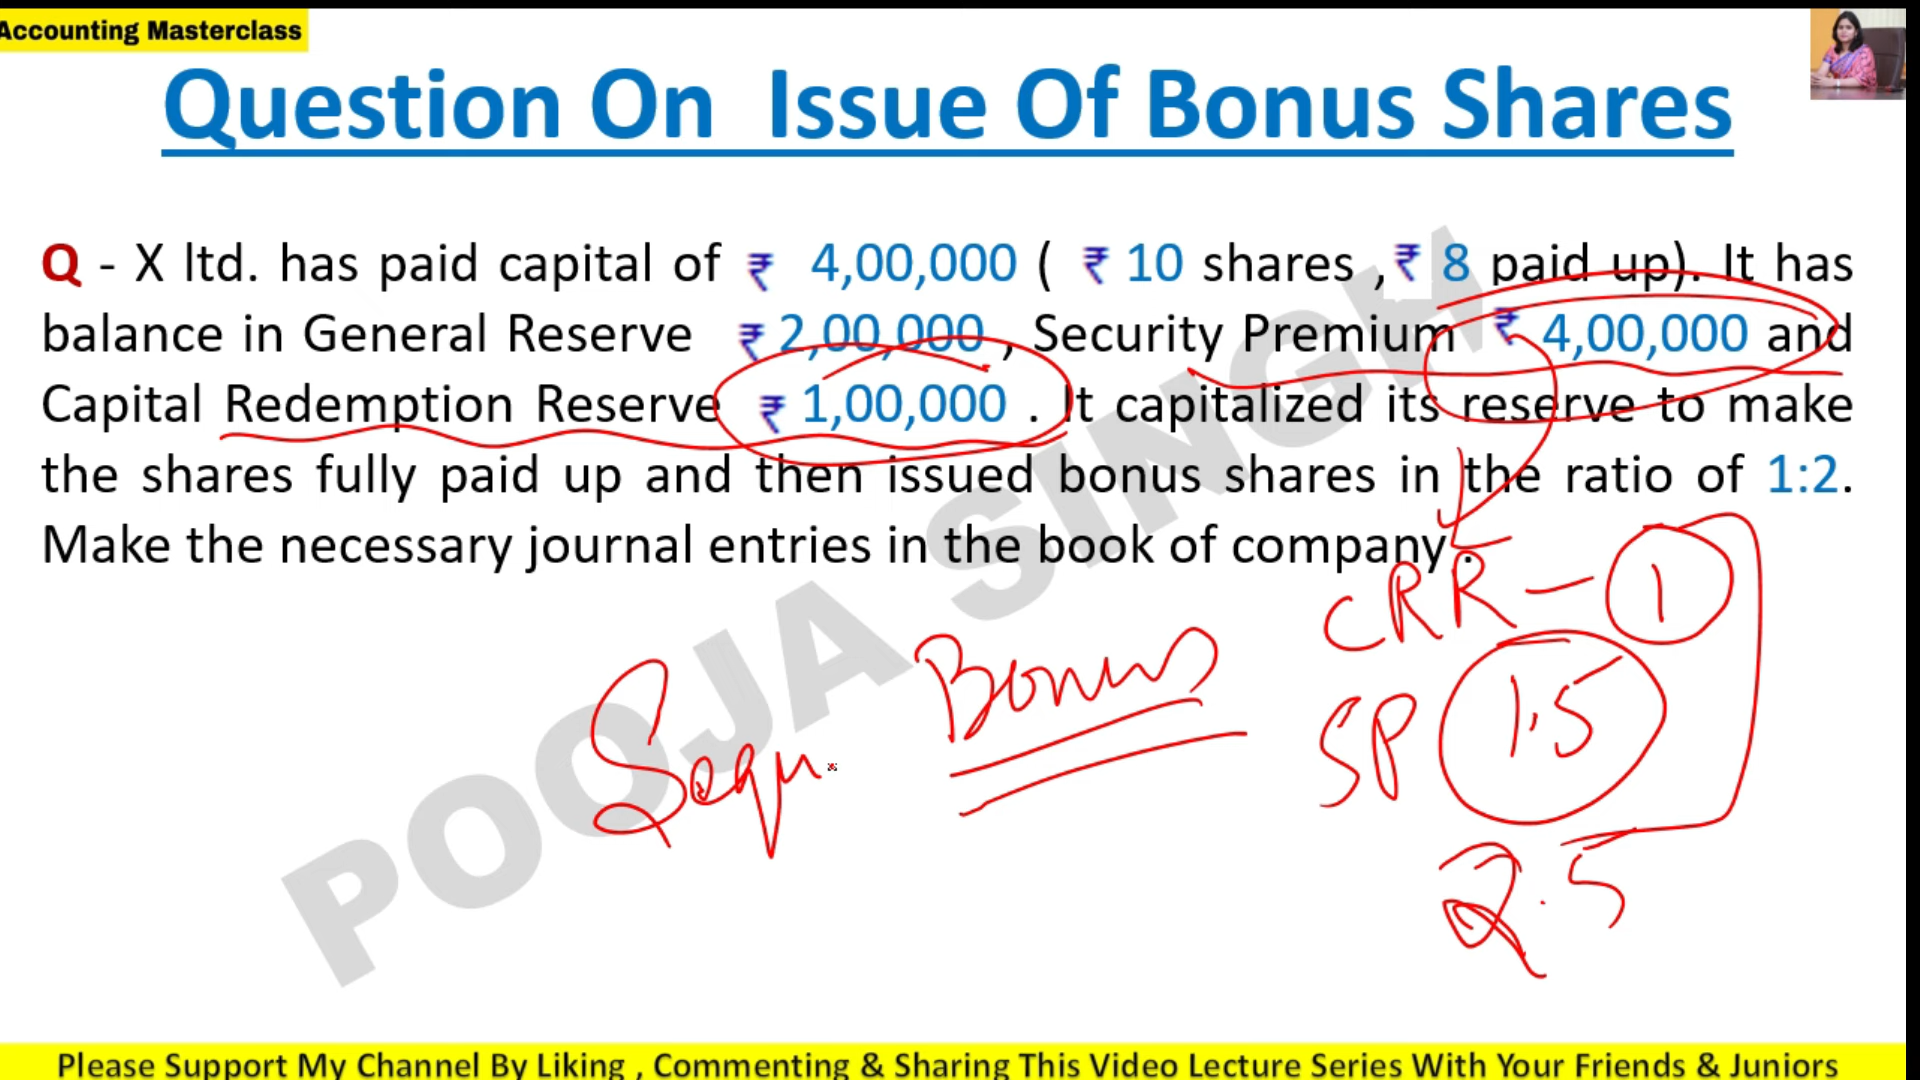 Accounting Masterclass
Question On Issue Of Bonus Shares
Q - X ltd. has paid capital of ₹ 4,00,000 ( ₹ 10 shares ,₹ 8 paid up). It has
balance in General Reserve ₹ 2,00,000 , Security Premium ₹ 4,00,000 and
Capital Redemption Reserve ₹ 1,00,000 . It capitalized its reserve to make
the shares fully paid up and then issued bonus shares in the ratio of 1:2.
Make the necessary journal entries in the book of company .
CRR - 1
Bonus
SP 1.5
Sequ
2.5
POOJA SINGH
Please Support My Channel By Liking , Commenting & Sharing This Video Lecture Series With Your Friends & Juniors